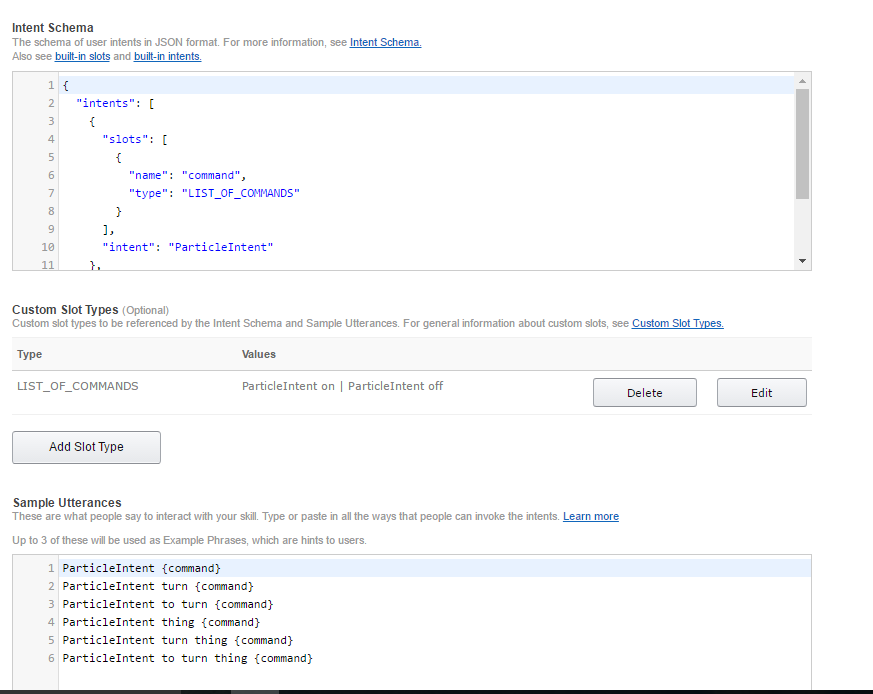 Intent Schema
The schema of user intents in JSON format. For more information, see Intent Schema.
Also see built-in slots and built-in intents.
1 {
2 "intents": [
3 {
4 "slots": [
5 {
6 "name": "command",
7 "type": "LIST_OF_COMMANDS"
8 }
9 ],
10 "intent": "ParticleIntent"
11 },
Custom Slot Types (Optional)
Custom slot types to be referenced by the Intent Schema and Sample Utterances. For general information about custom slots, see Custom Slot Types.
Type Values
LIST_OF_COMMANDS ParticleIntent on | ParticleIntent off Delete Edit
Add Slot Type
Sample Utterances
These are what people say to interact with your skill. Type or paste in all the ways that people can invoke the intents. Learn more
Up to 3 of these will be used as Example Phrases, which are hints to users.
1 ParticleIntent {command}
2 ParticleIntent turn {command}
3 ParticleIntent to turn {command}
4 ParticleIntent thing {command}
5 ParticleIntent turn thing {command}
6 ParticleIntent to turn thing {command}